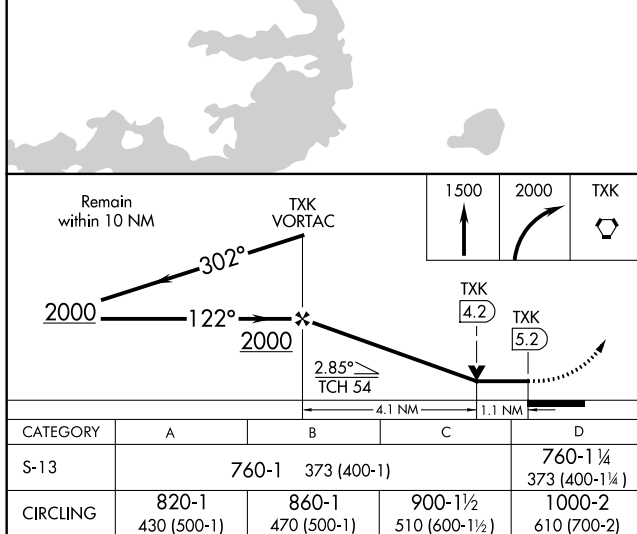 1500 2000 TXK
Remain
within 10 NM
TXK
VORTAC
302°
2000
122°
2000
TXK
4.2
TXK
5.2
2.85°
TCH 54
4.1 NM
1.1 NM
CATEGORY A B C D
S-13 760-1 373 (400-1) 760-1¼
373 (400-1¼)
CIRCLING 820-1 860-1 900-1½ 1000-2
430 (500-1) 470 (500-1) 510 (600-1½) 610 (700-2)